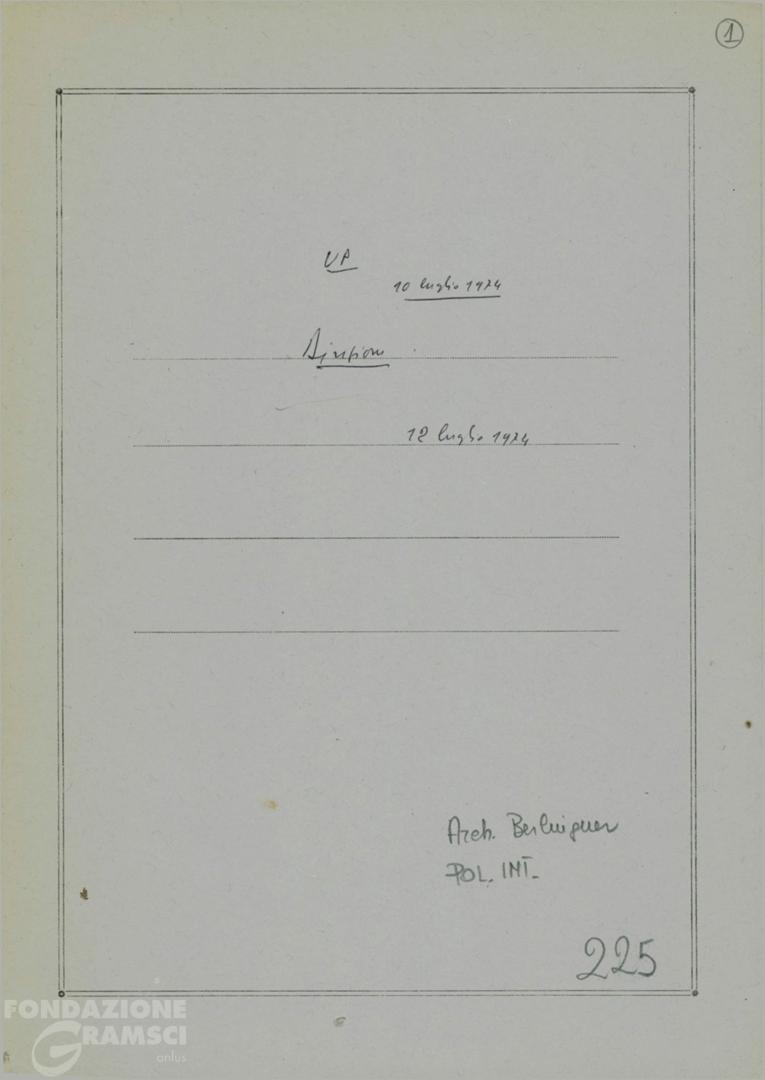 1
UP
10 luglio 1974
Direzione
12 luglio 1974
Arch. Berlinguer
POL. INT.
225
FONDAZIONE
GRAMSCI
onlus